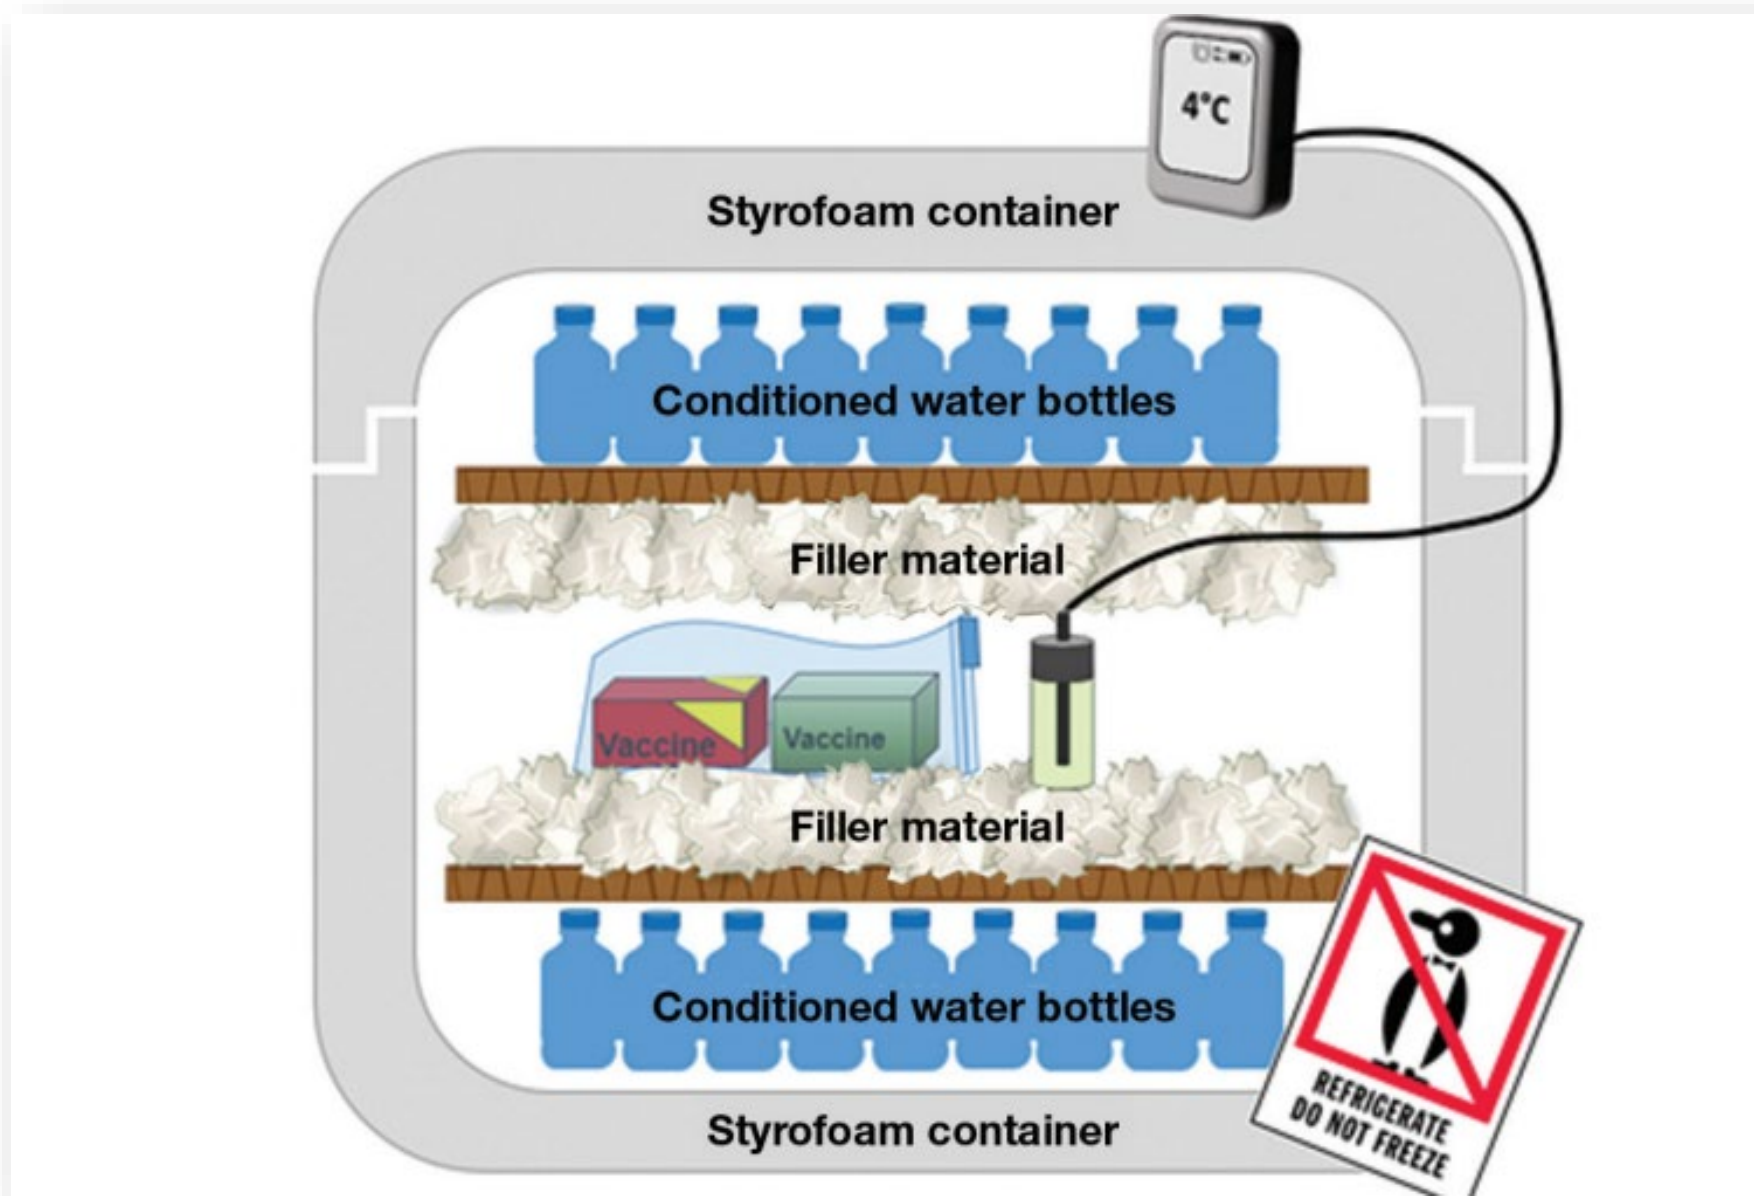 4°C
Styrofoam container
Conditioned water bottles
Filler material
Vaccine
Vaccine
Filler material
Conditioned water bottles
REFRIGERATE
DO NOT FREEZE
Styrofoam container